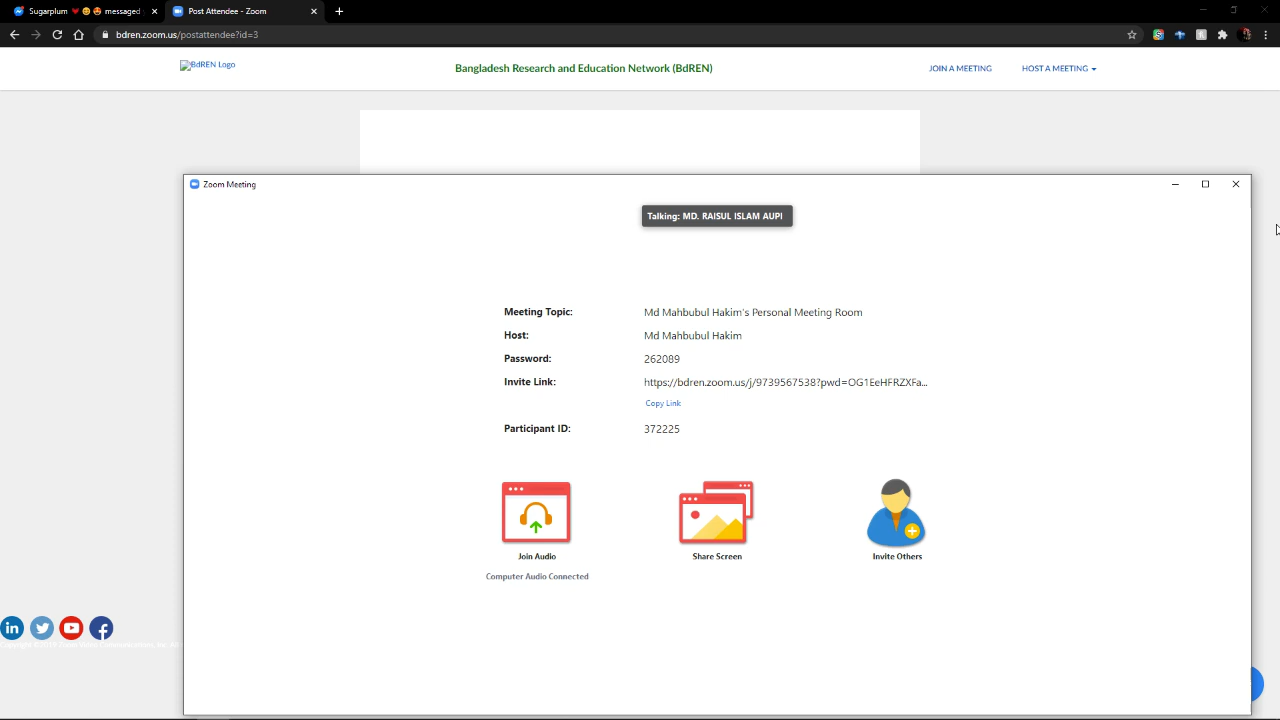 Sugarplum ❤️😊😍 messaged
Post Attendee - Zoom
bdren.zoom.us/postattendee?id=3
BdREN Logo
Bangladesh Research and Education Network (BdREN)
JOIN A MEETING
HOST A MEETING
Zoom Meeting
Talking: MD. RAISUL ISLAM AUPI
Meeting Topic: Md Mahbubul Hakim's Personal Meeting Room
Host: Md Mahbubul Hakim
Password: 262089
Invite Link: https://bdren.zoom.us/j/9739567538?pwd=OG1EeHFRZXFa...
Copy Link
Participant ID: 372225
Join Audio
Share Screen
Invite Others
Computer Audio Connected